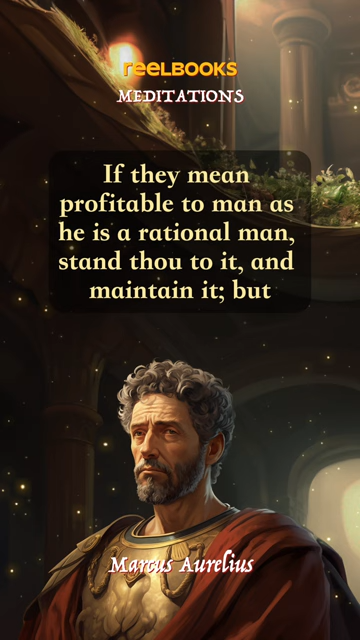 reelBOOKS
MEDITATIONS
If they mean
profitable to man as
he is a rational man,
stand thou to it, and
maintain it; but
Marcus Aurelius